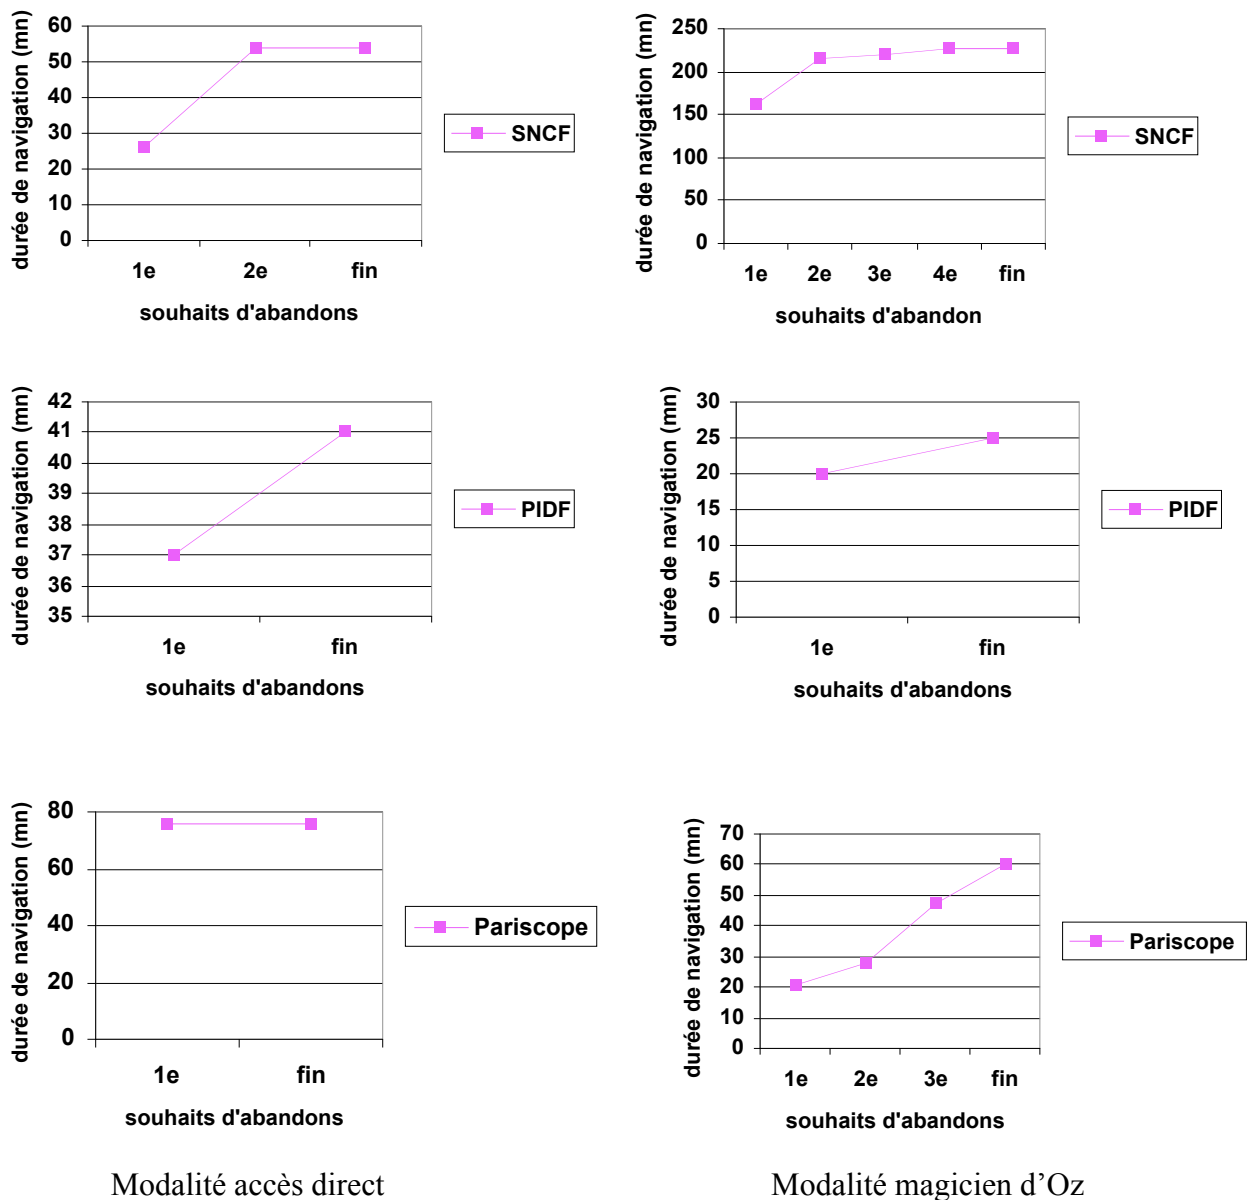 durée de navigation (mn)
60
50
40
30
20
10
0
1e 2e fin
souhaits d'abandons
SNCF
durée de navigation (mn)
250
200
150
100
50
0
1e 2e 3e 4e fin
souhaits d'abandon
SNCF
durée de navigation (mn)
42
41
40
39
38
37
36
35
1e fin
souhaits d'abandons
PIDF
durée de navigation (mn)
30
25
20
15
10
5
0
1e fin
souhaits d'abandons
PIDF
durée de navigation (mn)
80
60
40
20
0
1e fin
souhaits d'abandons
Pariscope
durée de navigation (mn)
70
60
50
40
30
20
10
0
1e 2e 3e fin
souhaits d'abandons
Pariscope
Modalité accès direct
Modalité magicien d’Oz